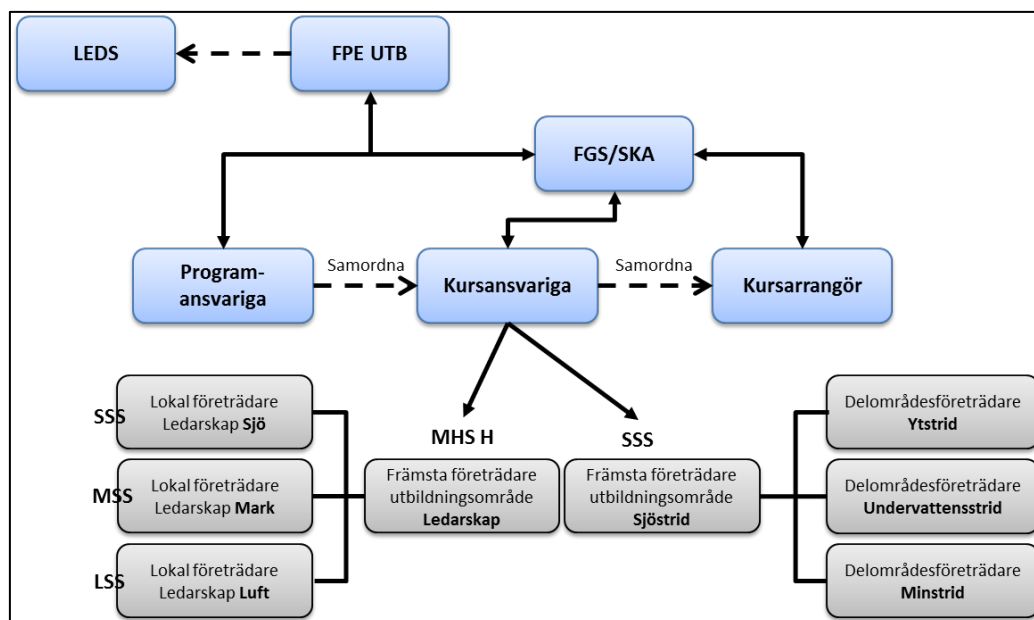 LEDS
FPE UTB
FGS/SKA
Program-
ansvariga
Samordna
Kursansvariga
Samordna
Kursarrangör
SSS
Lokal företrädare
Ledarskap Sjö
MSS
Lokal företrädare
Ledarskap Mark
LSS
Lokal företrädare
Ledarskap Luft
MHS H
Främsta företrädare
utbildningsområde
Ledarskap
SSS
Främsta företrädare
utbildningsområde
Sjöstrid
Delområdesföreträdare
Ytstrid
Delområdesföreträdare
Undervattensstrid
Delområdesföreträdare
Minstrid